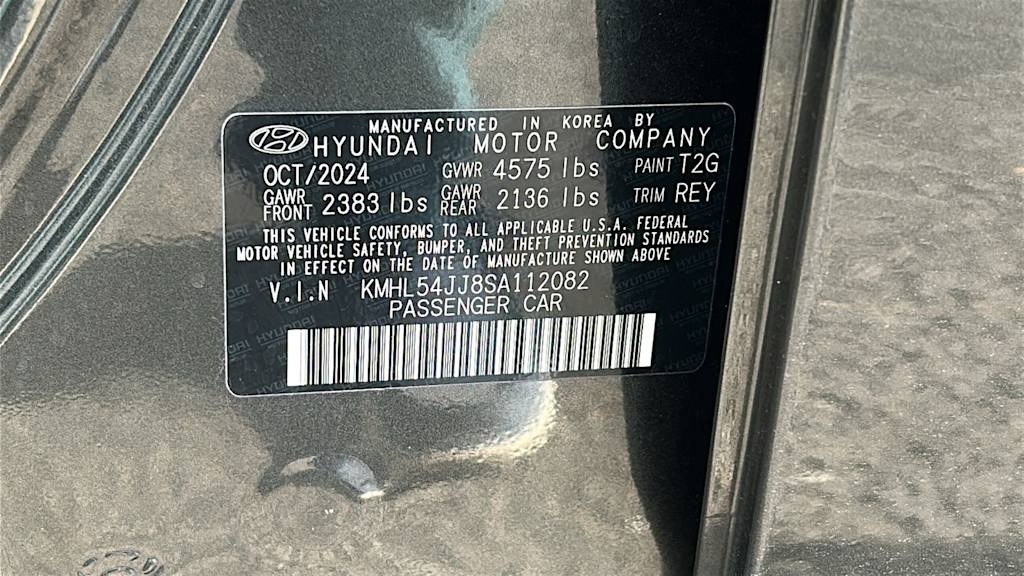 MANUFACTURED IN KOREA BY
HYUNDAI MOTOR COMPANY
OCT/2024 GVWR 4575 lbs PAINT T2G
GAWR FRONT 2383 lbs GAWR REAR 2136 lbs TRIM REY
THIS VEHICLE CONFORMS TO ALL APPLICABLE U.S.A. FEDERAL
MOTOR VEHICLE SAFETY, BUMPER, AND THEFT PREVENTION STANDARDS
IN EFFECT ON THE DATE OF MANUFACTURE SHOWN ABOVE
V.I.N KMHL54JJ8SA112082
PASSENGER CAR